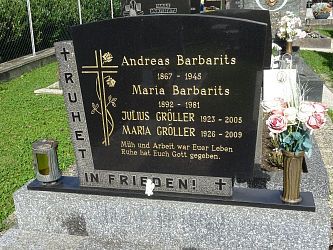 Andreas Barbarits
1867 - 1945
Maria Barbarits
1892 - 1981
JULIUS GRÖLLER 1923 - 2005
MARIA GRÖLLER 1926 - 2009
Müh und Arbeit war Euer Leben
Ruhe hat Euch Gott gegeben.
RUHET
IN FRIEDEN!